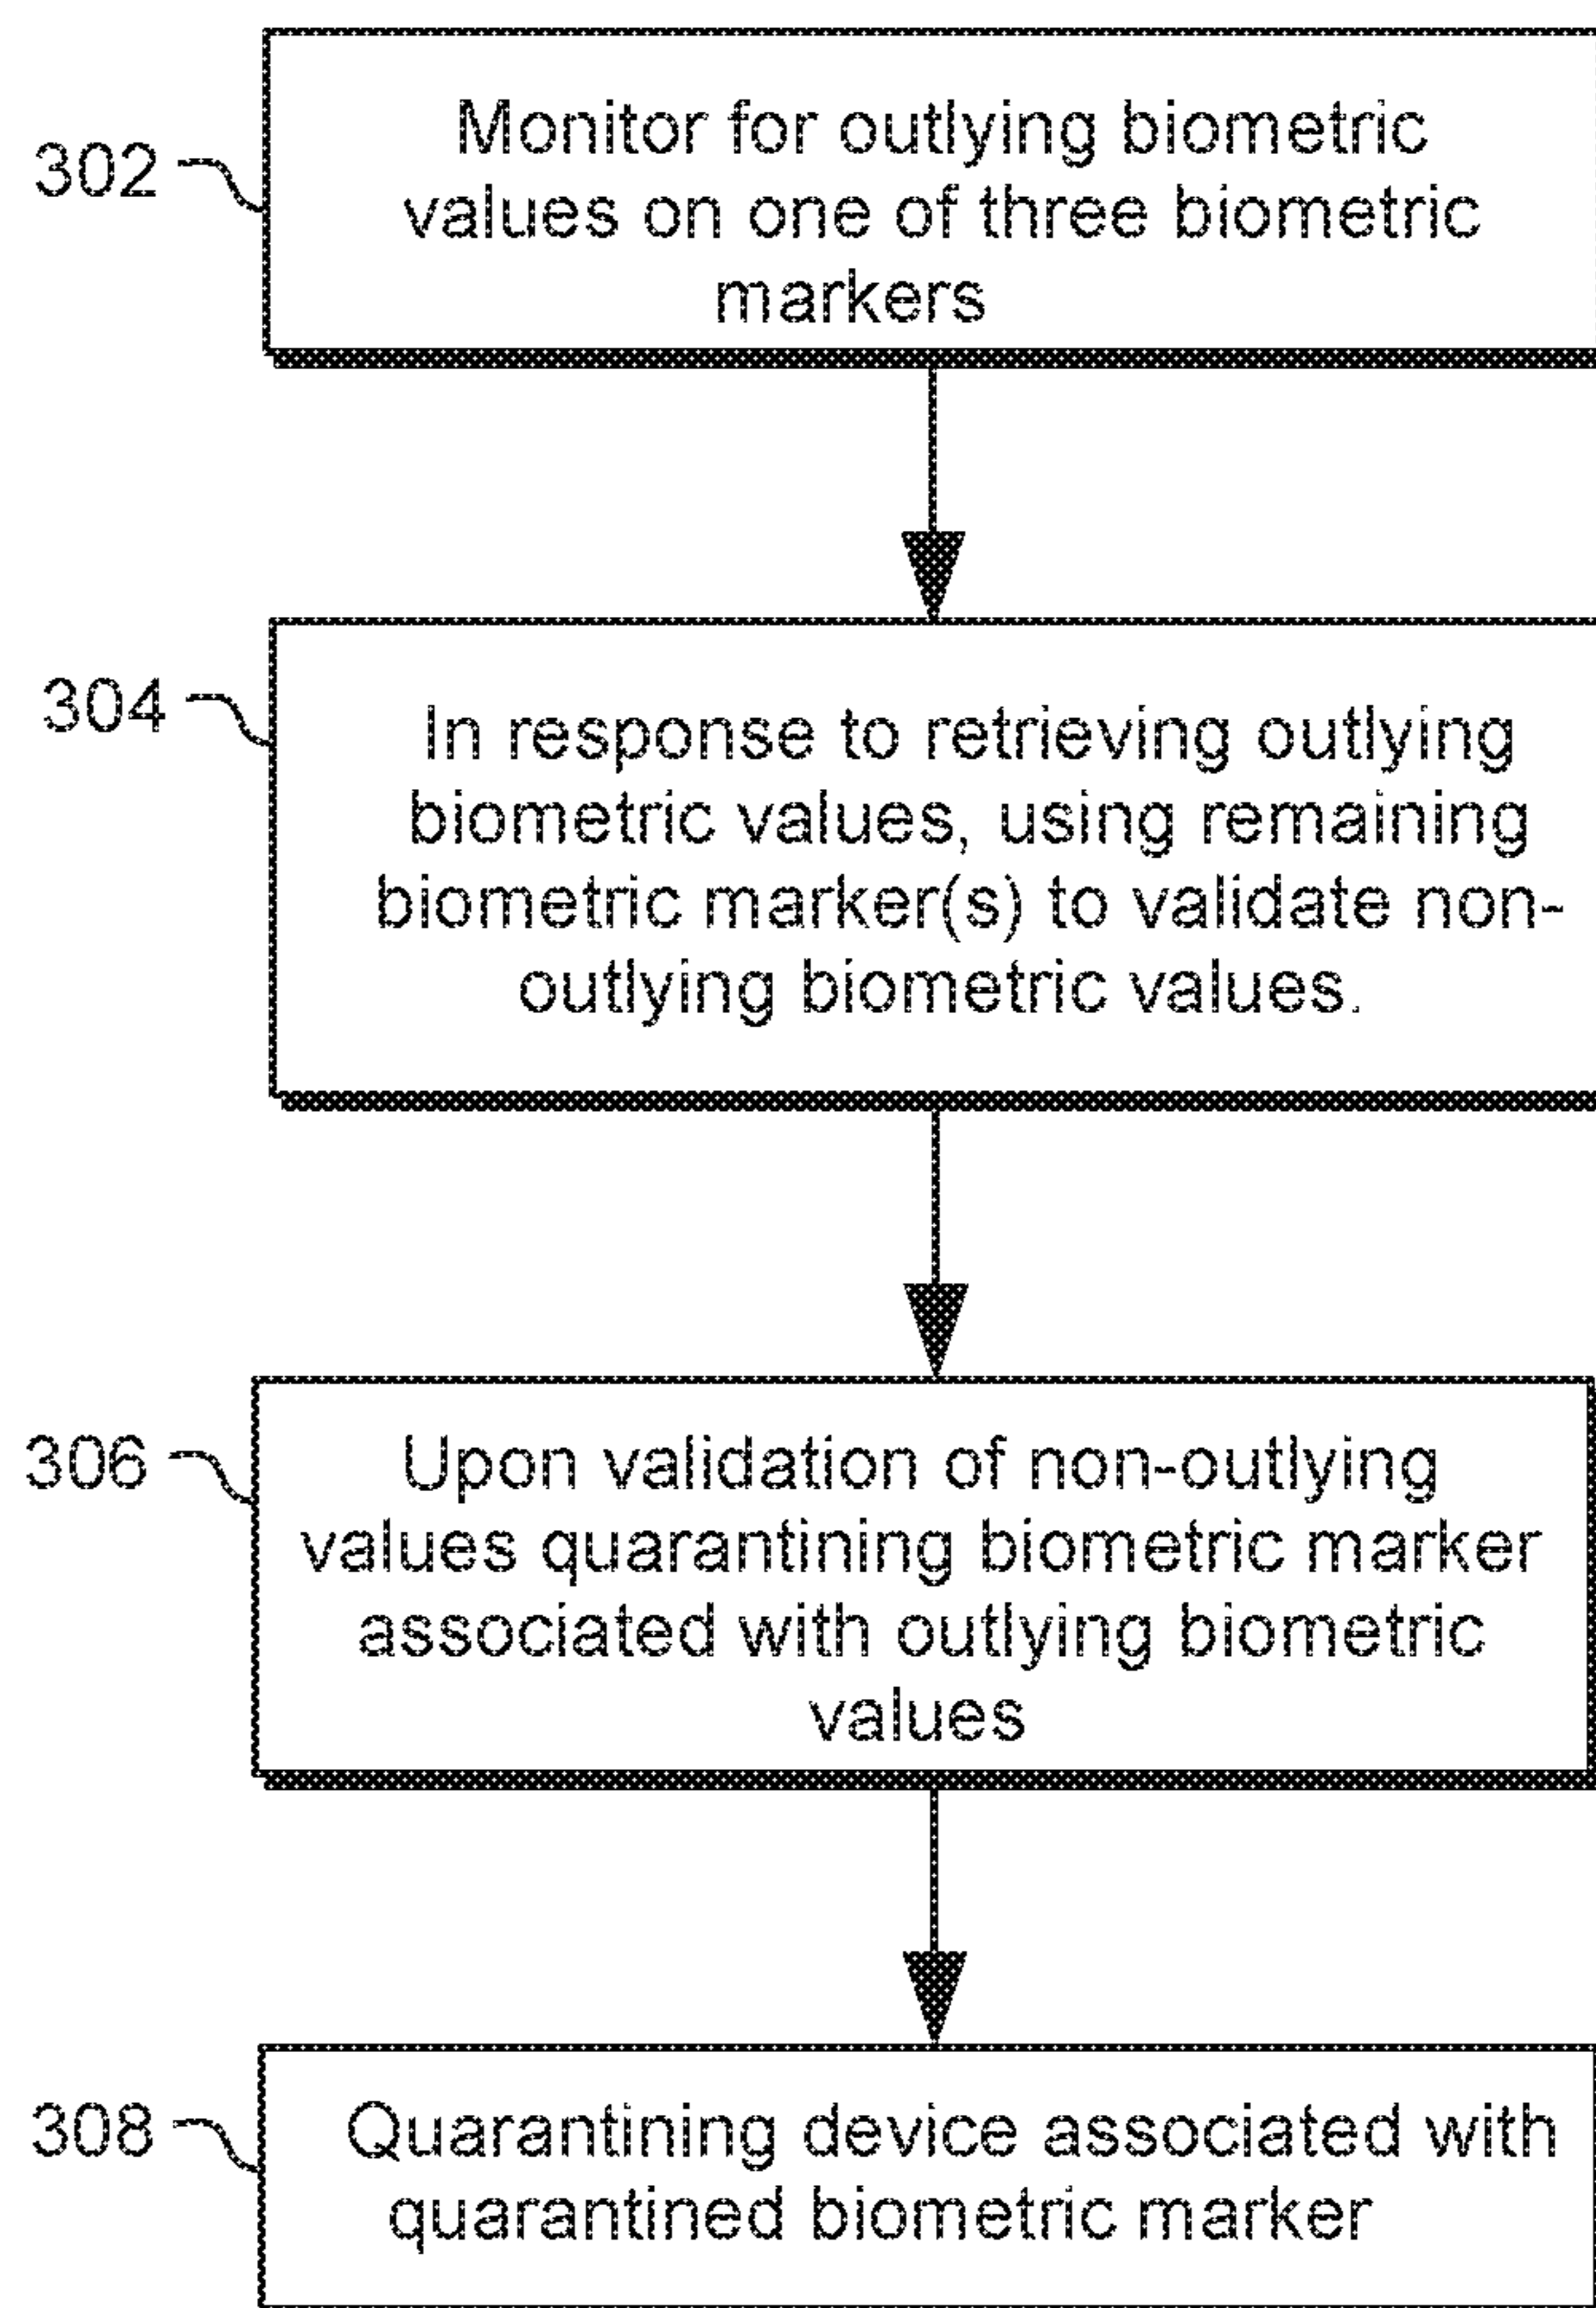 302
Monitor for outlying biometric
values on one of three biometric
markers
304
In response to retrieving outlying
biometric values, using remaining
biometric marker(s) to validate non-
outlying biometric values.
306
Upon validation of non-outlying
values quarantining biometric marker
associated with outlying biometric
values
308
Quarantining device associated with
quarantined biometric marker